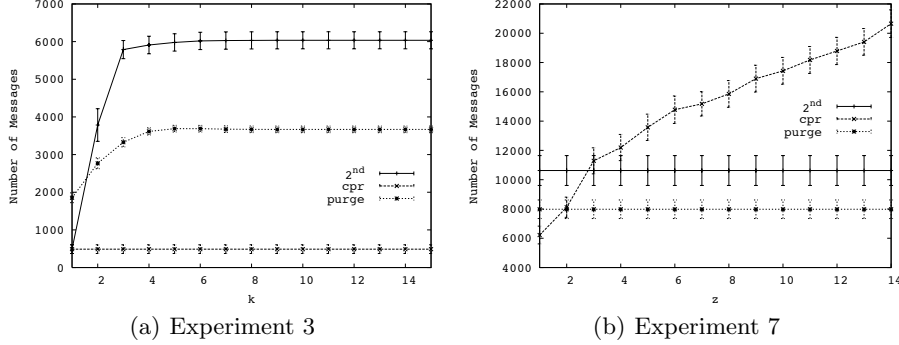 7000
6000
5000
4000
3000
2000
1000
0
Number of Messages
2nd
cpr
purge
2 4 6 8 10 12 14
k
(a) Experiment 3
22000
20000
18000
16000
14000
12000
10000
8000
6000
4000
Number of Messages
2nd
cpr
purge
2 4 6 8 10 12 14
z
(b) Experiment 7